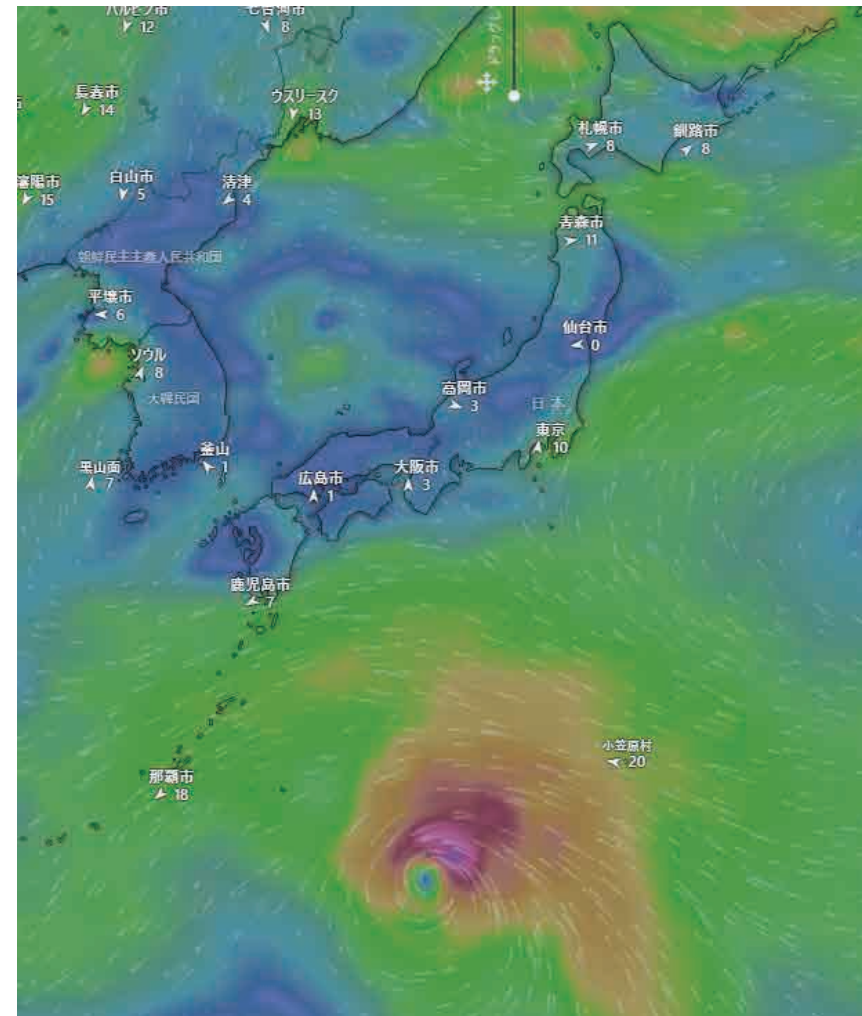 ハルビン市
12
七台河市
8
長春市
14
ウスリースク
13
札幌市
8
釧路市
8
瀋陽市
15
白山市
5
清津
4
青森市
11
朝鮮民主主義人民共和国
平壌市
6
仙台市
0
ソウル
8
大韓民国
高岡市
3
日本
東京
10
釜山
1
黒山面
7
広島市
1
大阪市
3
鹿児島市
7
小笠原村
20
那覇市
18